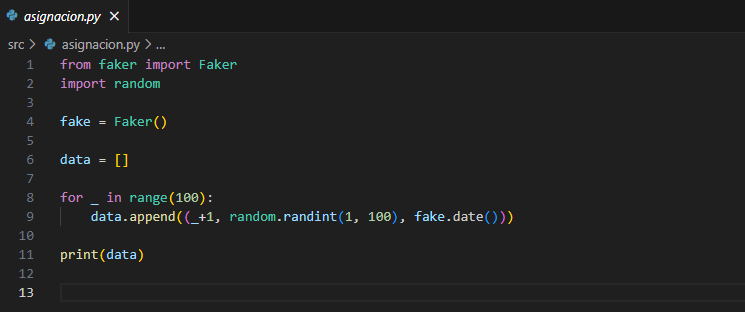 asignacion.py ×
src > asignacion.py > ...
1 from faker import Faker
2 import random
3
4 fake = Faker()
5
6 data = []
7
8 for _ in range(100):
9     data.append((_+1, random.randint(1, 100), fake.date()))
10
11 print(data)
12
13